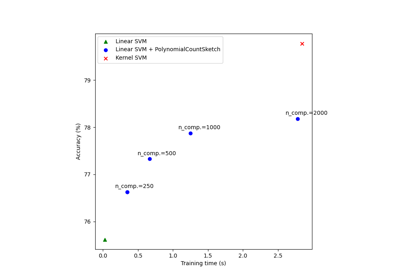 Linear SVM
Linear SVM + PolynomialCountSketch
Kernel SVM
79
n_comp.=2000
78
n_comp.=1000
n_comp.=500
77
n_comp.=250
76
Accuracy (%)
0.0 0.5 1.0 1.5 2.0 2.5
Training time (s)